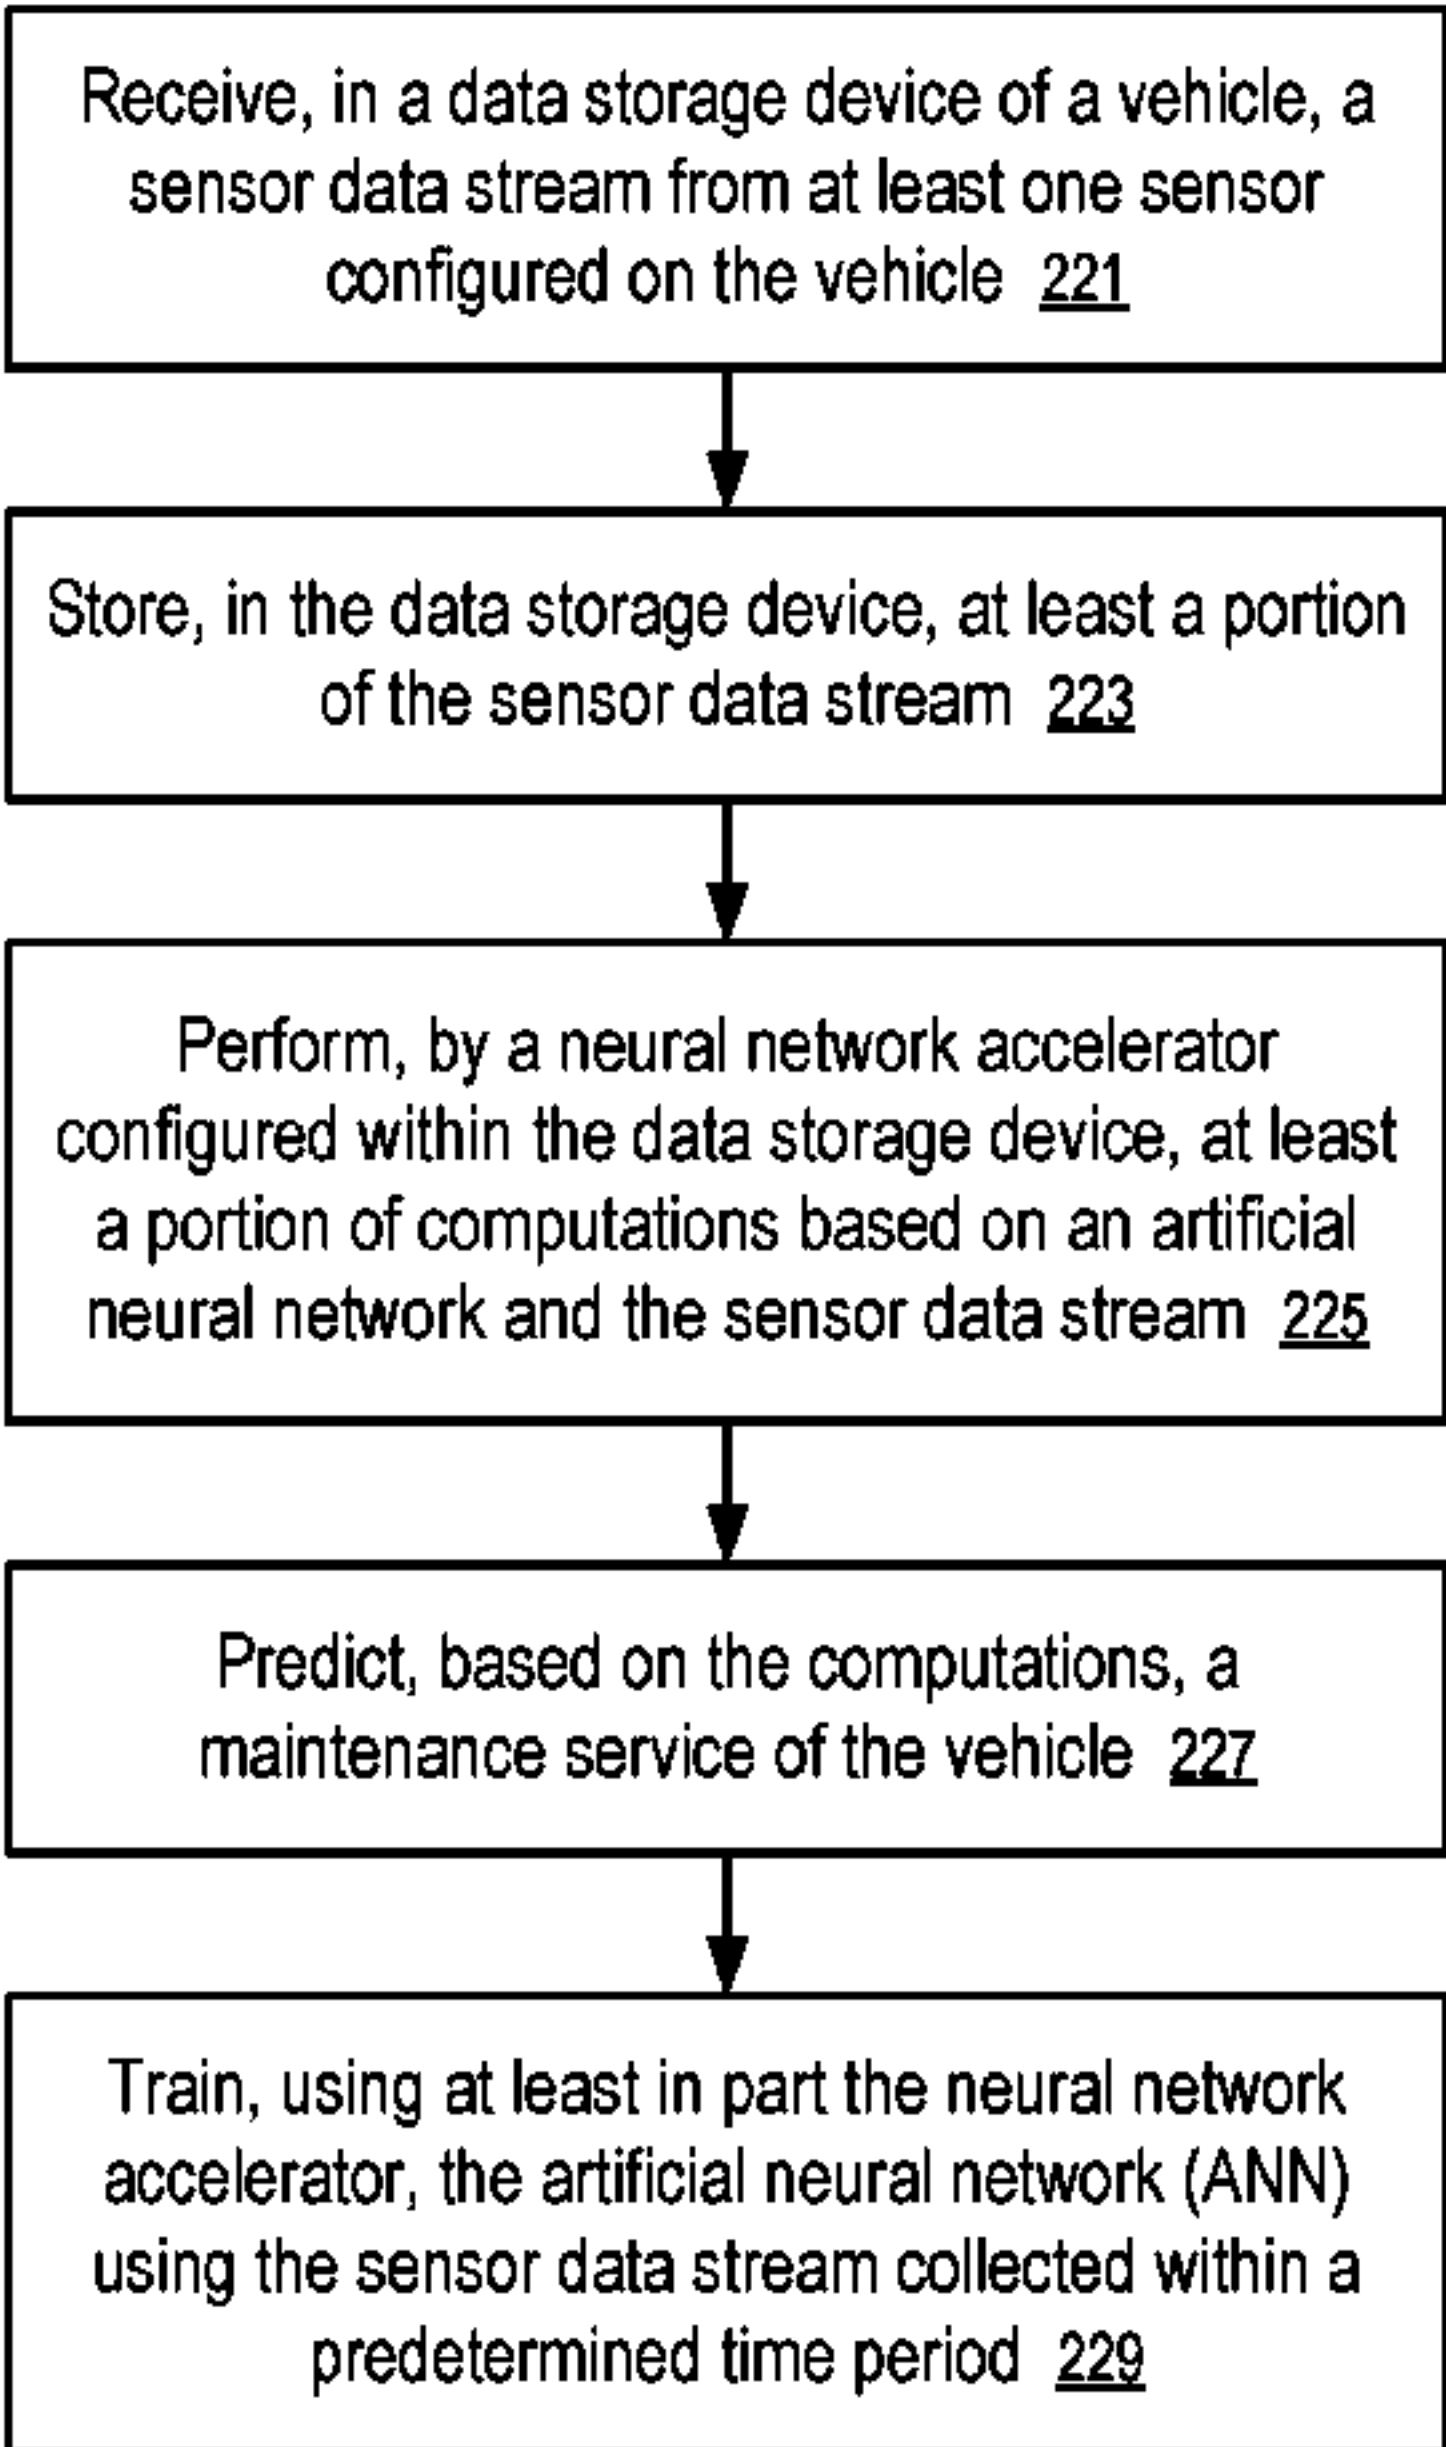 Receive, in a data storage device of a vehicle, a
sensor data stream from at least one sensor
configured on the vehicle 221
Store, in the data storage device, at least a portion
of the sensor data stream 223
Perform, by a neural network accelerator
configured within the data storage device, at least
a portion of computations based on an artificial
neural network and the sensor data stream 225
Predict, based on the computations, a
maintenance service of the vehicle 227
Train, using at least in part the neural network
accelerator, the artificial neural network (ANN)
using the sensor data stream collected within a
predetermined time period 229